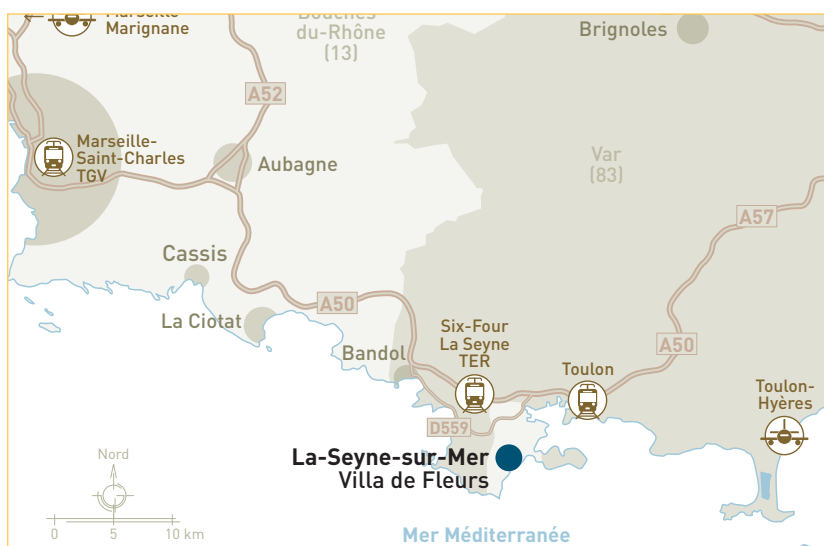 Marseille
Marignane
Bouches
du-Rhône
(13)
Brignoles
A52
Marseille-
Saint-Charles
TGV
Aubagne
Var
(83)
A57
Cassis
A50
La Ciotat
Six-Four
La Seyne
TER
A50
Bandol
Toulon
Toulon-
Hyères
D559
La-Seyne-sur-Mer
Villa de Fleurs
Nord
0 5 10 km
Mer Méditerranée